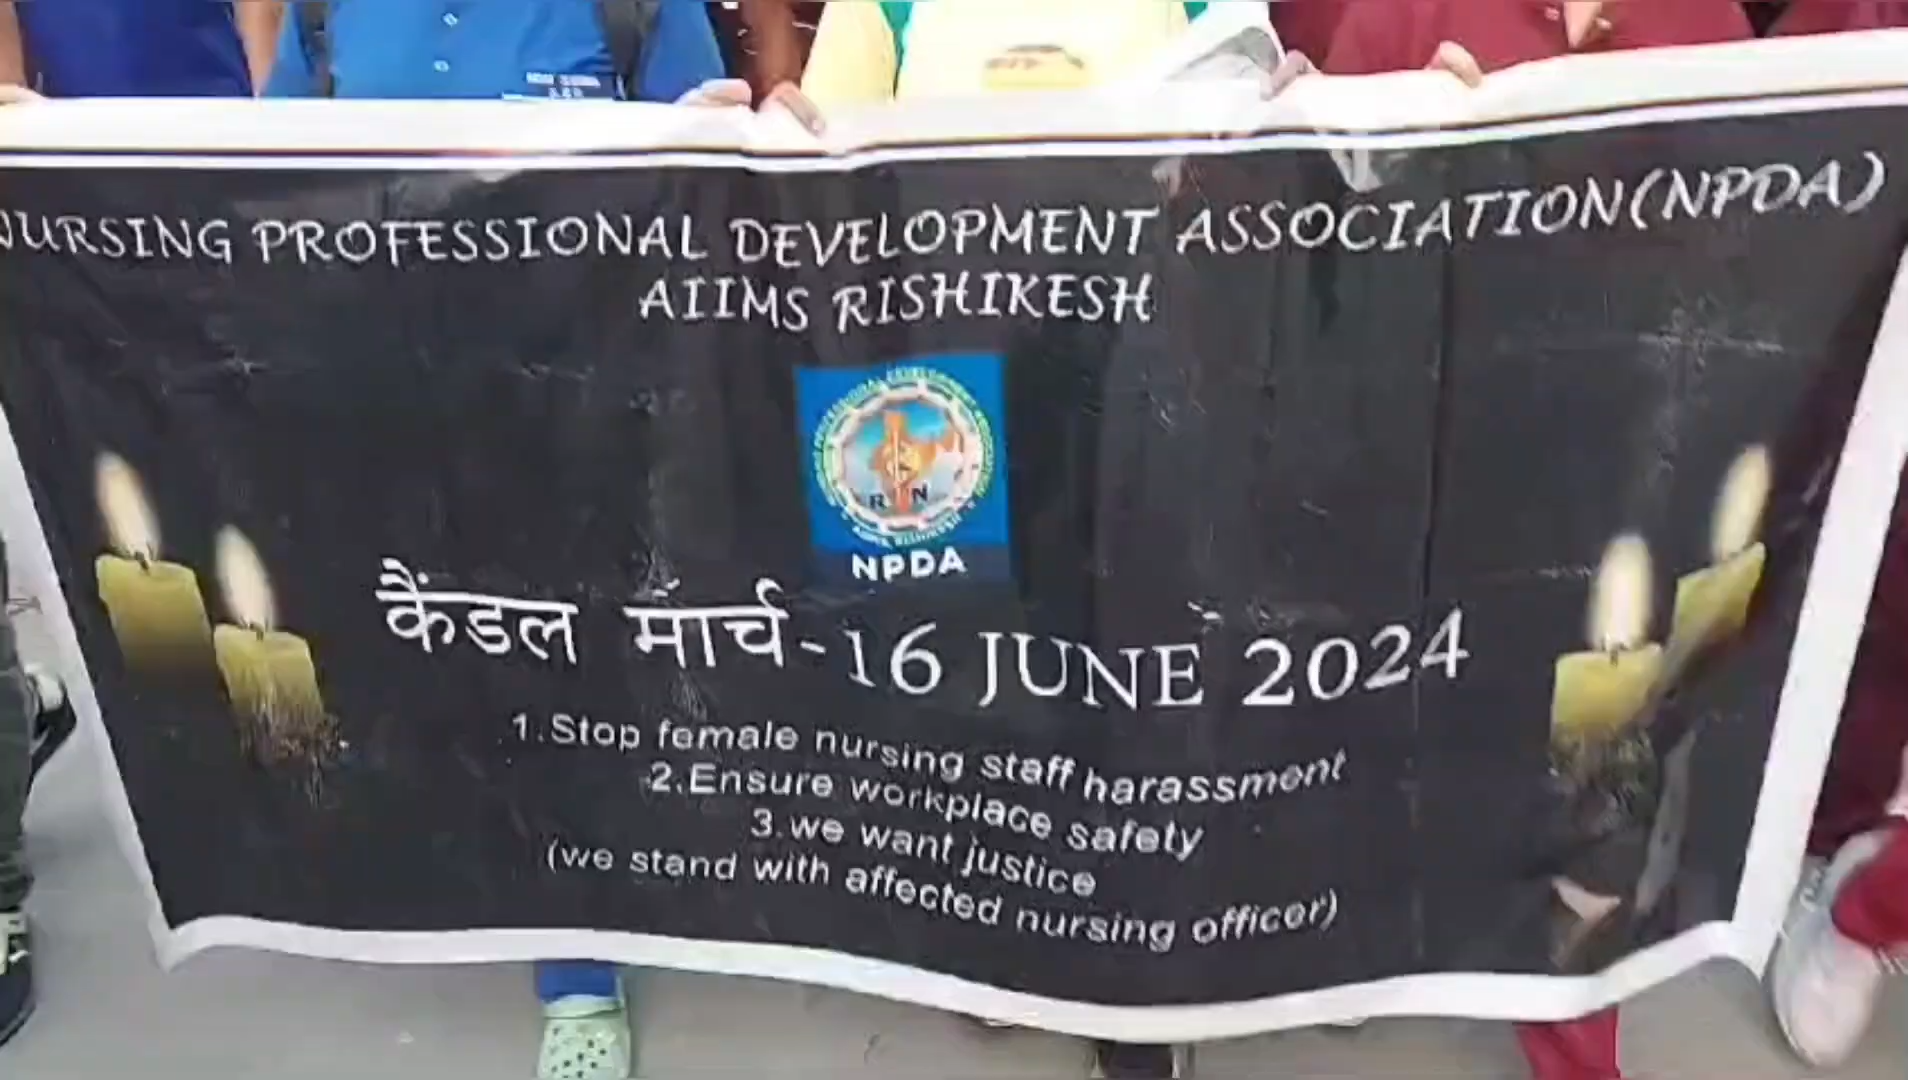 NURSING PROFESSIONAL DEVELOPMENT ASSOCIATION(NPDA)
AIIMS RISHIKESH
R N
NPDA
कैंडल मार्च-16 JUNE 2024
1.Stop female nursing staff harassment
2.Ensure workplace safety
3.we want justice
(we stand with affected nursing officer)